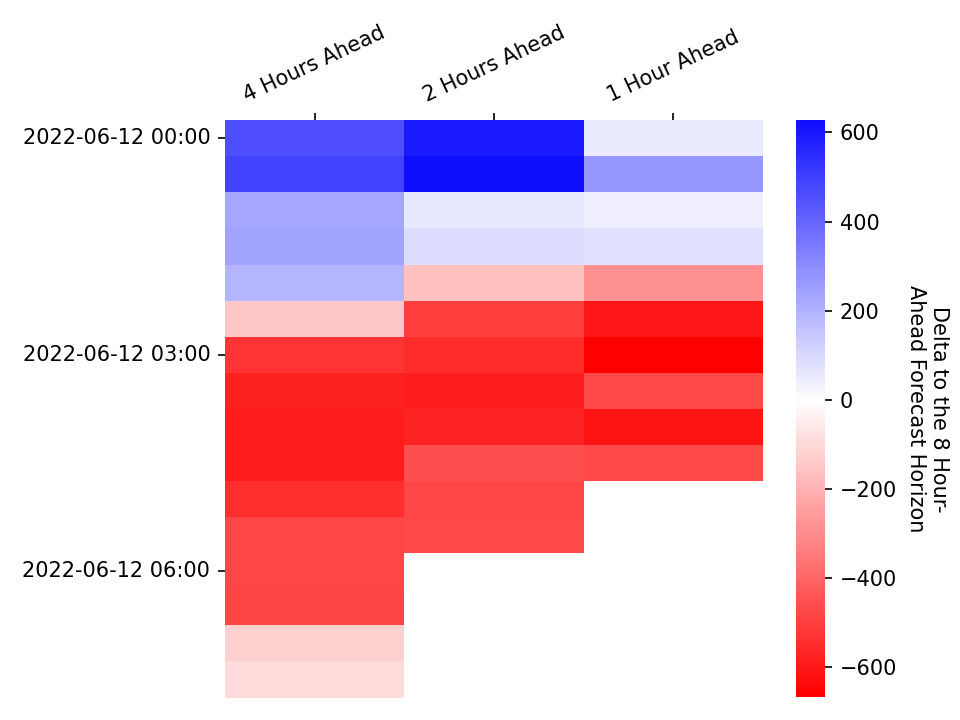 4 Hours Ahead
2 Hours Ahead
1 Hour Ahead
2022-06-12 00:00
2022-06-12 03:00
2022-06-12 06:00
600
400
200
0
−200
−400
−600
Delta to the 8 Hour-
Ahead Forecast Horizon